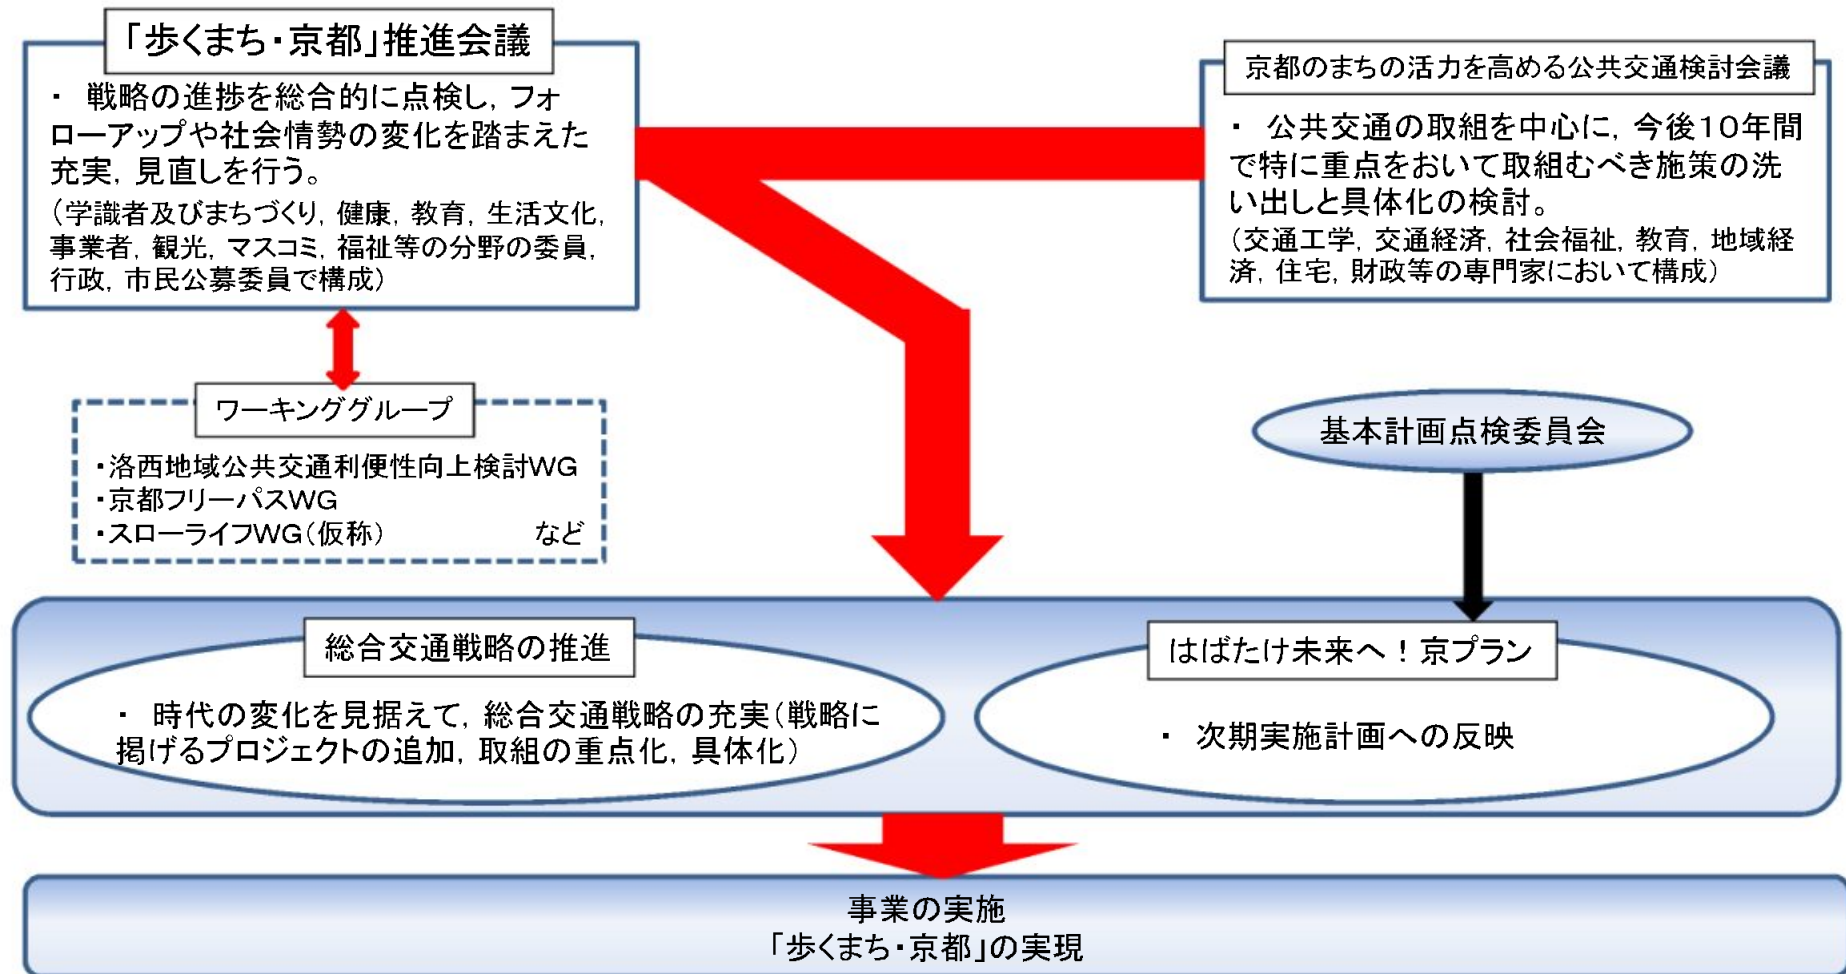 「歩くまち・京都」推進会議
・ 戦略の進捗を総合的に点検し，フォ
ローアップや社会情勢の変化を踏まえた
充実，見直しを行う。
（学識者及びまちづくり，健康，教育，生活文化，
事業者，観光，マスコミ，福祉等の分野の委員，
行政，市民公募委員で構成）
京都のまちの活力を高める公共交通検討会議
・ 公共交通の取組を中心に，今後１０年間
で特に重点をおいて取組むべき施策の洗
い出しと具体化の検討。
（交通工学，交通経済，社会福祉，教育，地域経
済，住宅，財政等の専門家において構成）
ワーキンググループ
・洛西地域公共交通利便性向上検討WG
・京都フリーパスWG
・スローライフWG（仮称） など
基本計画点検委員会
総合交通戦略の推進
・ 時代の変化を見据えて，総合交通戦略の充実（戦略に
掲げるプロジェクトの追加，取組の重点化，具体化）
はばたけ未来へ！京プラン
・ 次期実施計画への反映
事業の実施
「歩くまち・京都」の実現